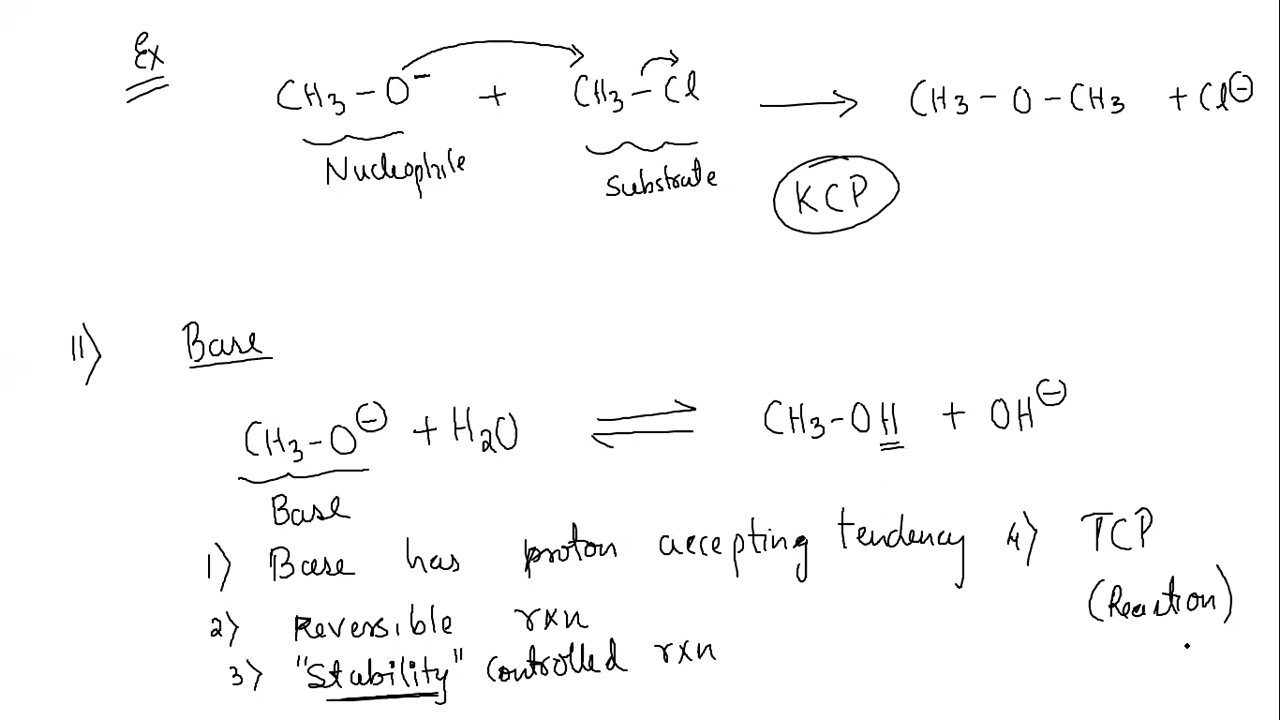 Ex
CH₃-O⁻ + CH₃-Cl → CH₃-O-CH₃ + Cl⊖
Nucleophile Substrate
KCP
II) Base
CH₃-O⊖ + H₂O ⇌ CH₃-OH + OH⊖
Base
1) Base has proton accepting tendency 4) TCP
(Reaction)
2) Reversible rxn
3) "Stability" controlled rxn